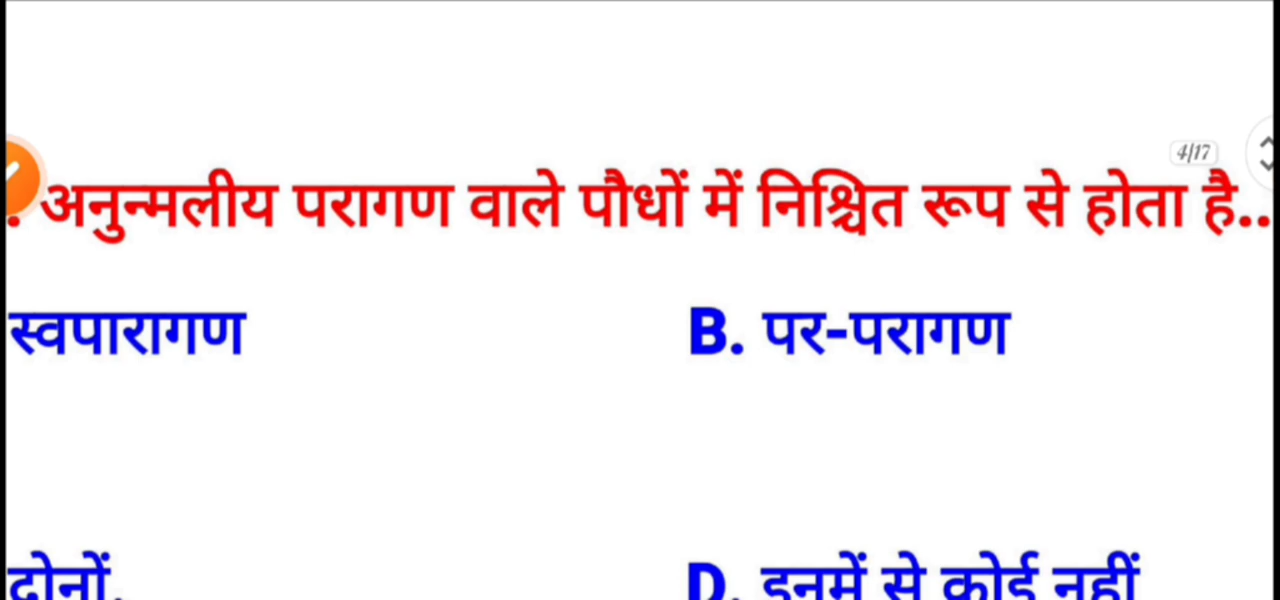 4/17
. अनुन्मलीय परागण वाले पौधों में निश्चित रूप से होता है..
स्वपारागण
B. पर-परागण
दोनों.
D. इनमें से कोई नहीं